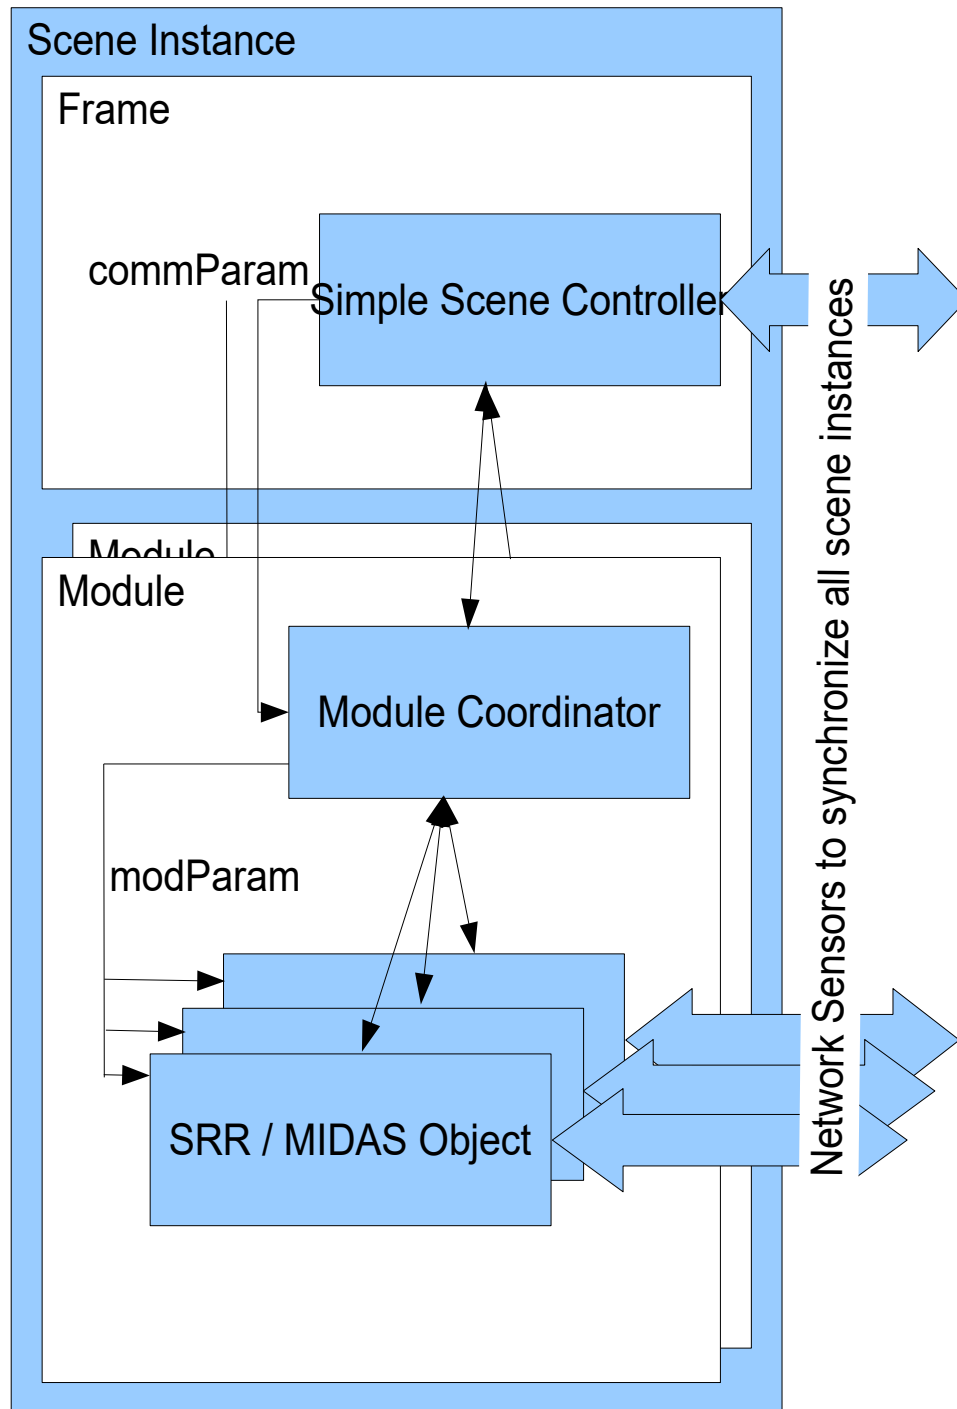 Scene Instance
Frame
commParam
Simple Scene Controller
Module
Module
Module Coordinator
modParam
SRR / MIDAS Object
Network Sensors to synchronize all scene instances